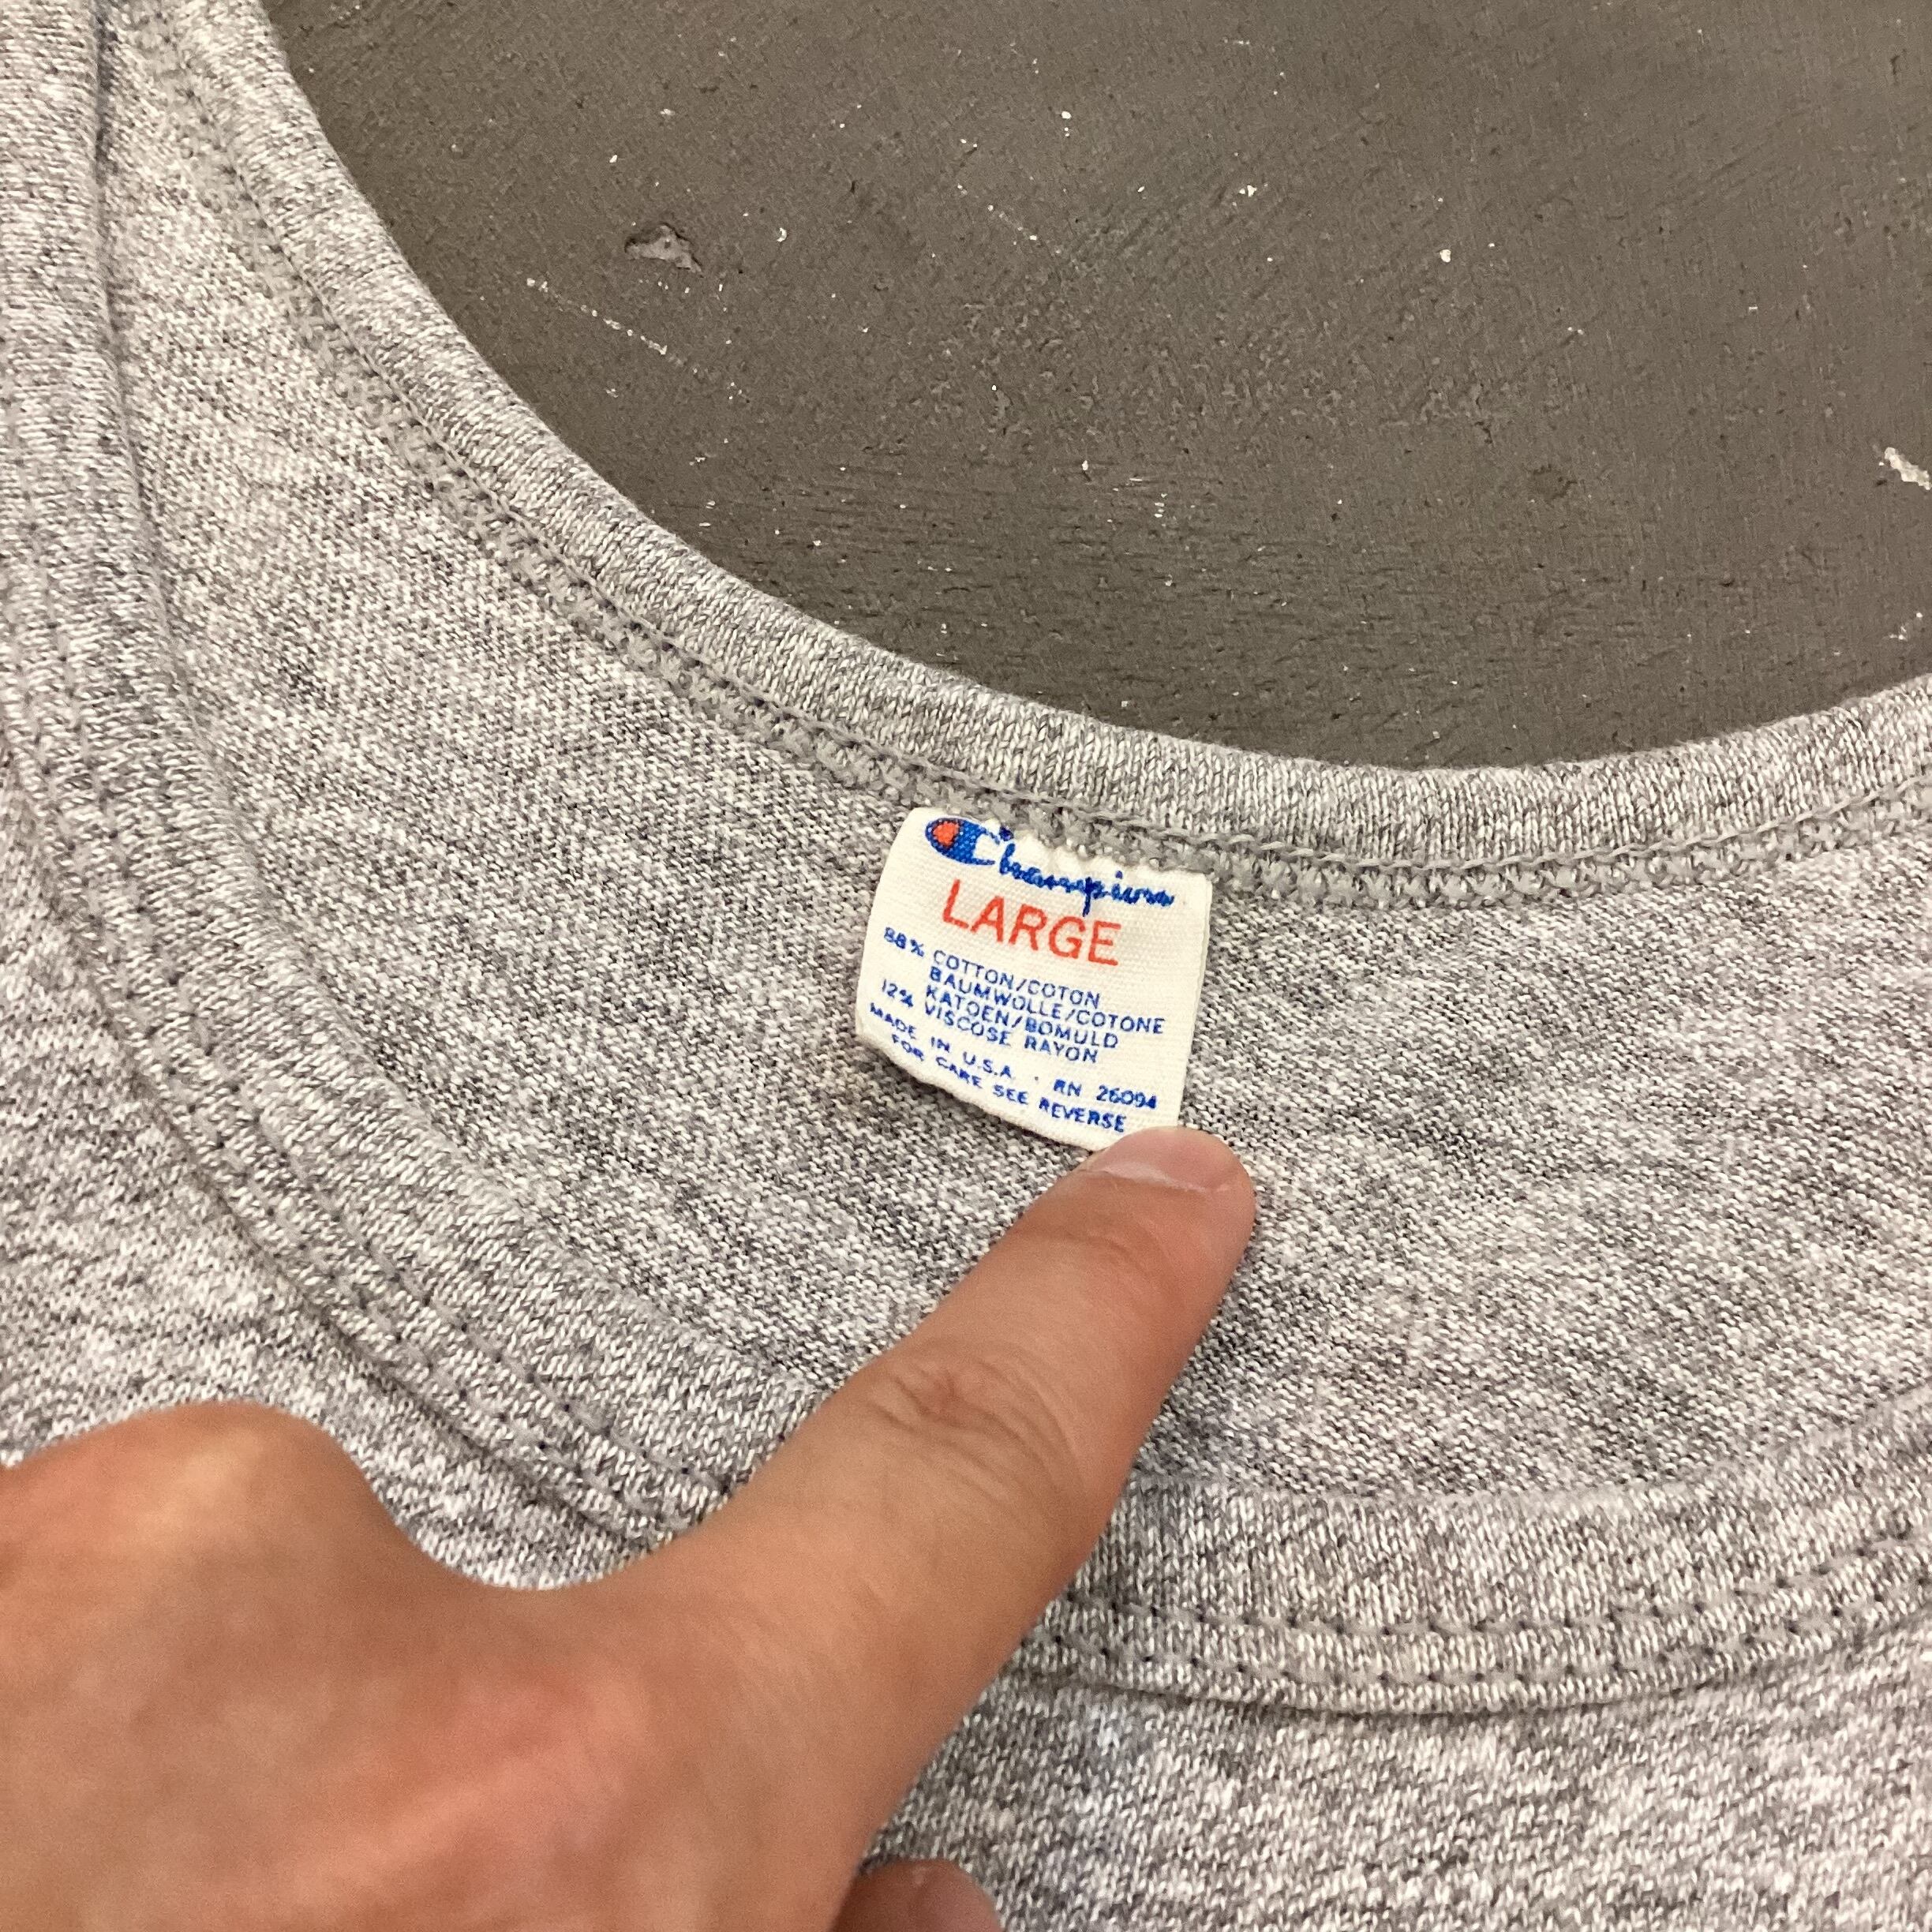 Champion
LARGE
88% COTTON/COTON
BAUMWOLLE/COTONE
KATOEN/BOMULD
12% VISCOSE RAYON
MADE IN U.S.A. · RN 26094
FOR CARE SEE REVERSE